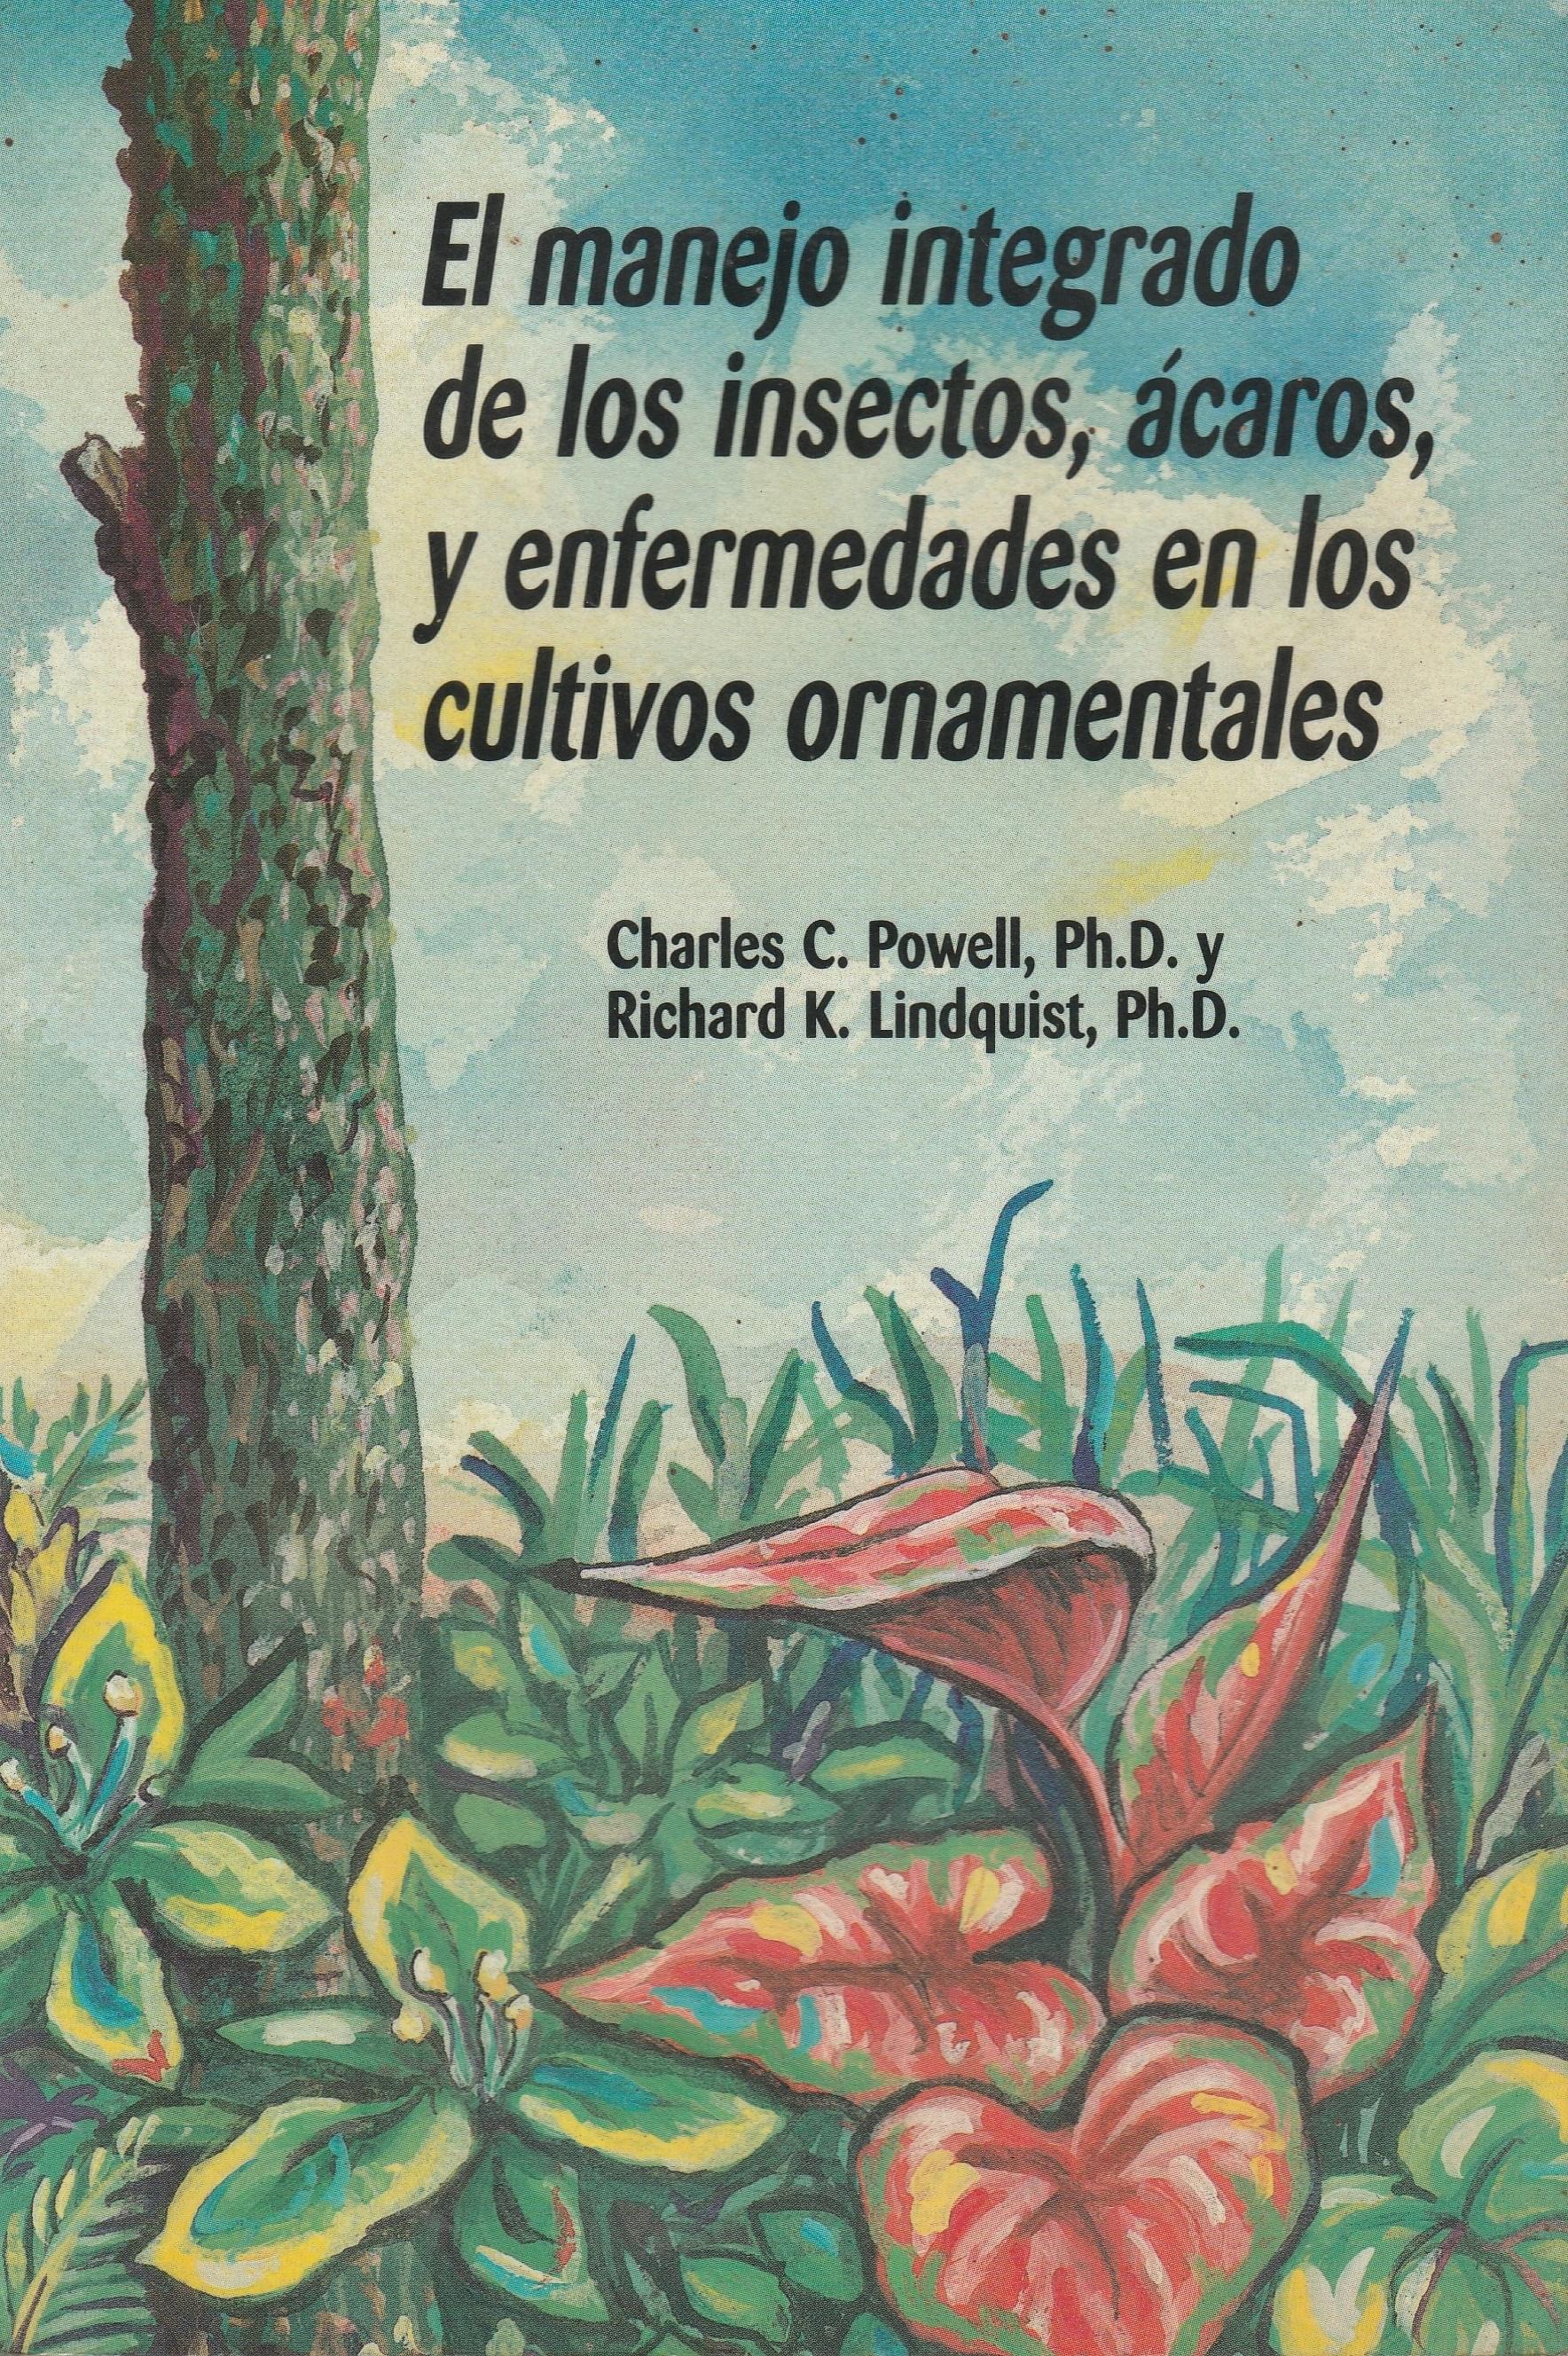 El manejo integrado
de los insectos, ácaros,
y enfermedades en los
cultivos ornamentales
Charles C. Powell, Ph.D. y
Richard K. Lindquist, Ph.D.